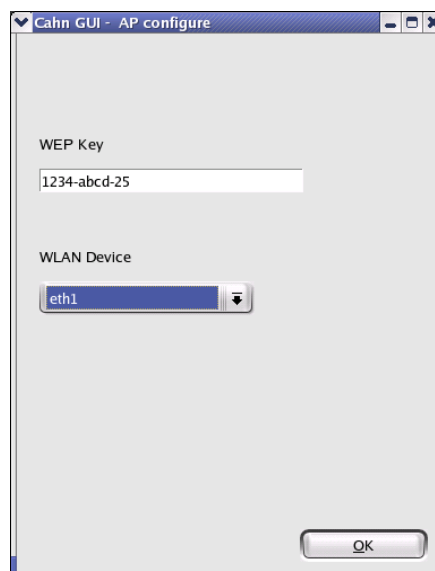 Cahn GUI - AP configure
WEP Key
1234-abcd-25
WLAN Device
eth1
OK